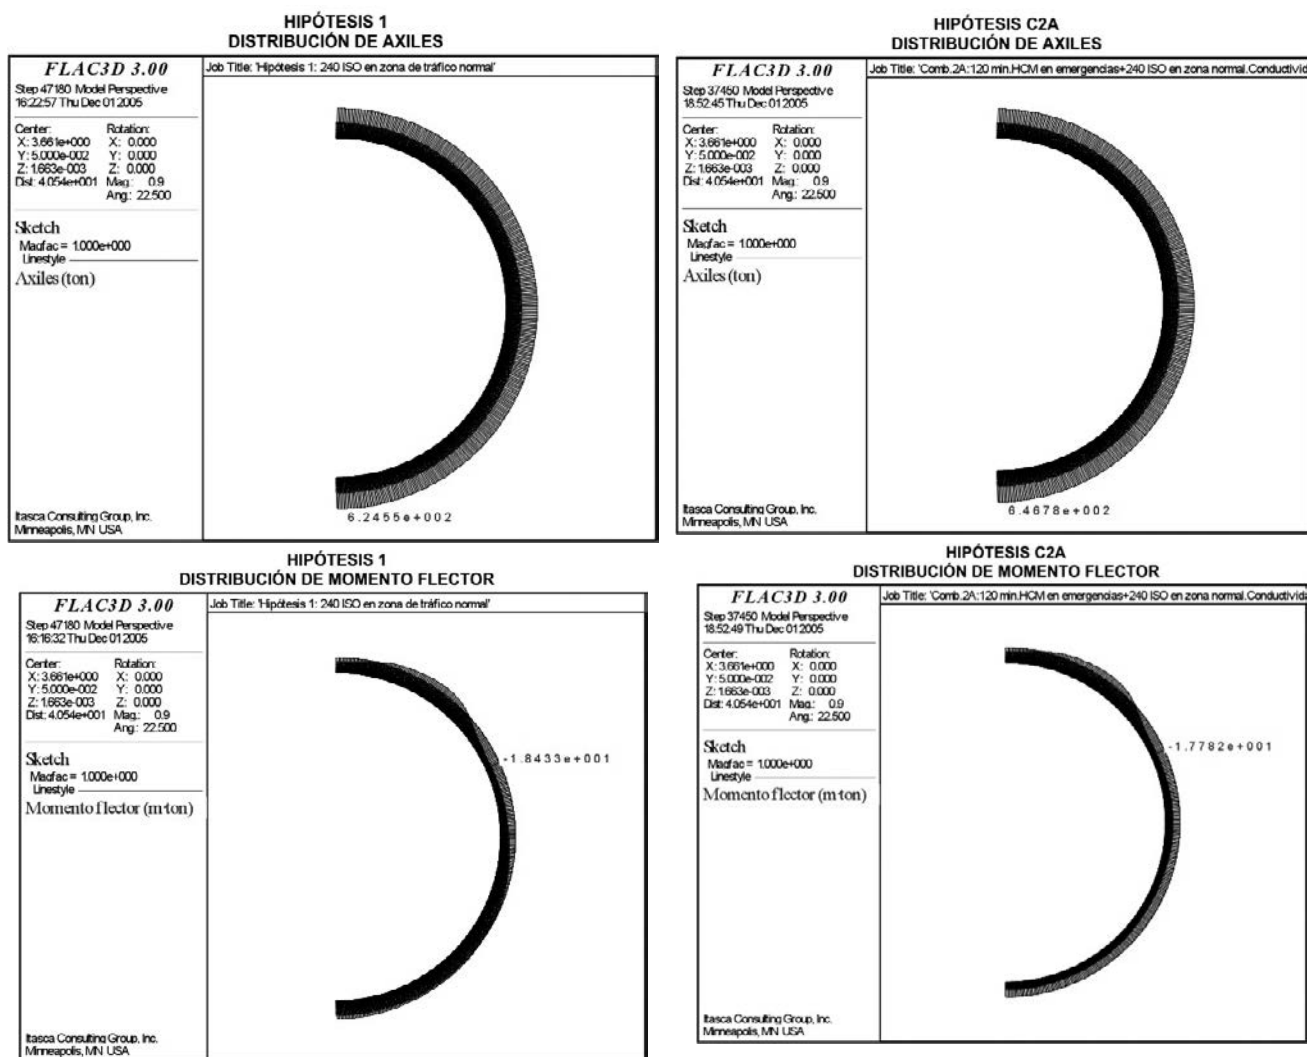 HIPÓTESIS 1
DISTRIBUCIÓN DE AXILES
FLAC3D 3.00
Job Title: 'Hipótesis 1: 240 ISO en zona de tráfico normal'
Step 47180 Model Perspective
16:22:57 Thu Dec 01 2005
Center: Rotation:
X: 3.661e+000 X: 0.000
Y: 5.000e-002 Y: 0.000
Z: 1.663e-003 Z: 0.000
Dist: 4.054e+001 Mag.: 0.9
Ang.: 22.500
Sketch
Magfac = 1.000e+000
Linestyle
Axiles (ton)
6.2455e+002
Itasca Consulting Group, Inc.
Minneapolis, MN USA
HIPÓTESIS C2A
DISTRIBUCIÓN DE AXILES
FLAC3D 3.00
Job Title: 'Comb.2A:120 min.HCM en emergencias+240 ISO en zona normal.Conductivid
Step 37450 Model Perspective
18:52:45 Thu Dec 01 2005
Center: Rotation:
X: 3.661e+000 X: 0.000
Y: 5.000e-002 Y: 0.000
Z: 1.663e-003 Z: 0.000
Dist: 4.054e+001 Mag.: 0.9
Ang.: 22.500
Sketch
Magfac = 1.000e+000
Linestyle
Axiles (ton)
6.4678e+002
Itasca Consulting Group, Inc.
Minneapolis, MN USA
HIPÓTESIS 1
DISTRIBUCIÓN DE MOMENTO FLECTOR
FLAC3D 3.00
Job Title: 'Hipótesis 1: 240 ISO en zona de tráfico normal'
Step 47180 Model Perspective
16:16:32 Thu Dec 01 2005
Center: Rotation:
X: 3.661e+000 X: 0.000
Y: 5.000e-002 Y: 0.000
Z: 1.663e-003 Z: 0.000
Dist: 4.054e+001 Mag.: 0.9
Ang.: 22.500
Sketch
Magfac = 1.000e+000
Linestyle
Momento flector (m·ton)
-1.8433e+001
Itasca Consulting Group, Inc.
Minneapolis, MN USA
HIPÓTESIS C2A
DISTRIBUCIÓN DE MOMENTO FLECTOR
FLAC3D 3.00
Job Title: 'Comb.2A:120 min.HCM en emergencias+240 ISO en zona normal.Conductivida
Step 37450 Model Perspective
18:52:49 Thu Dec 01 2005
Center: Rotation:
X: 3.661e+000 X: 0.000
Y: 5.000e-002 Y: 0.000
Z: 1.663e-003 Z: 0.000
Dist: 4.054e+001 Mag.: 0.9
Ang.: 22.500
Sketch
Magfac = 1.000e+000
Linestyle
Momento flector (m·ton)
-1.7782e+001
Itasca Consulting Group, Inc.
Minneapolis, MN USA